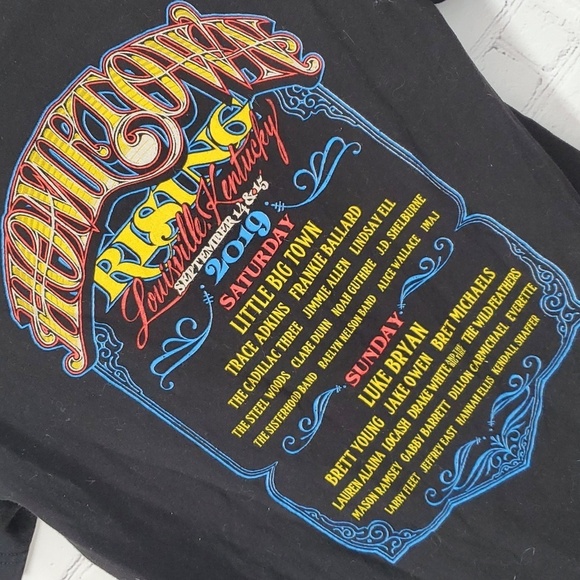 HOMETOWN
RISING
Louisville, Kentucky
SEPTEMBER 14 & 15
2019
SATURDAY
LITTLE BIG TOWN
TRACE ADKINS FRANKIE BALLARD
THE CADILLAC THREE JIMMIE ALLEN LINDSAY ELL
THE STEEL WOODS CLARE DUNN NOAH GUTHRIE J.D. SHELBURNE
THE SISTERHOOD BAND RAELYN NELSON BAND ALICE WALLACE IMAJ
SUNDAY
LUKE BRYAN
BRETT YOUNG JAKE OWEN BRET MICHAELS
LAUREN ALAINA LOCASH DRAKE WHITE THE WILD FEATHERS
MASON RAMSEY GABBY BARRETT DILLON CARMICHAEL EVERETTE
LARRY FLEET JEFFREY EAST HANNAH ELLIS KENDALL SHAFFER